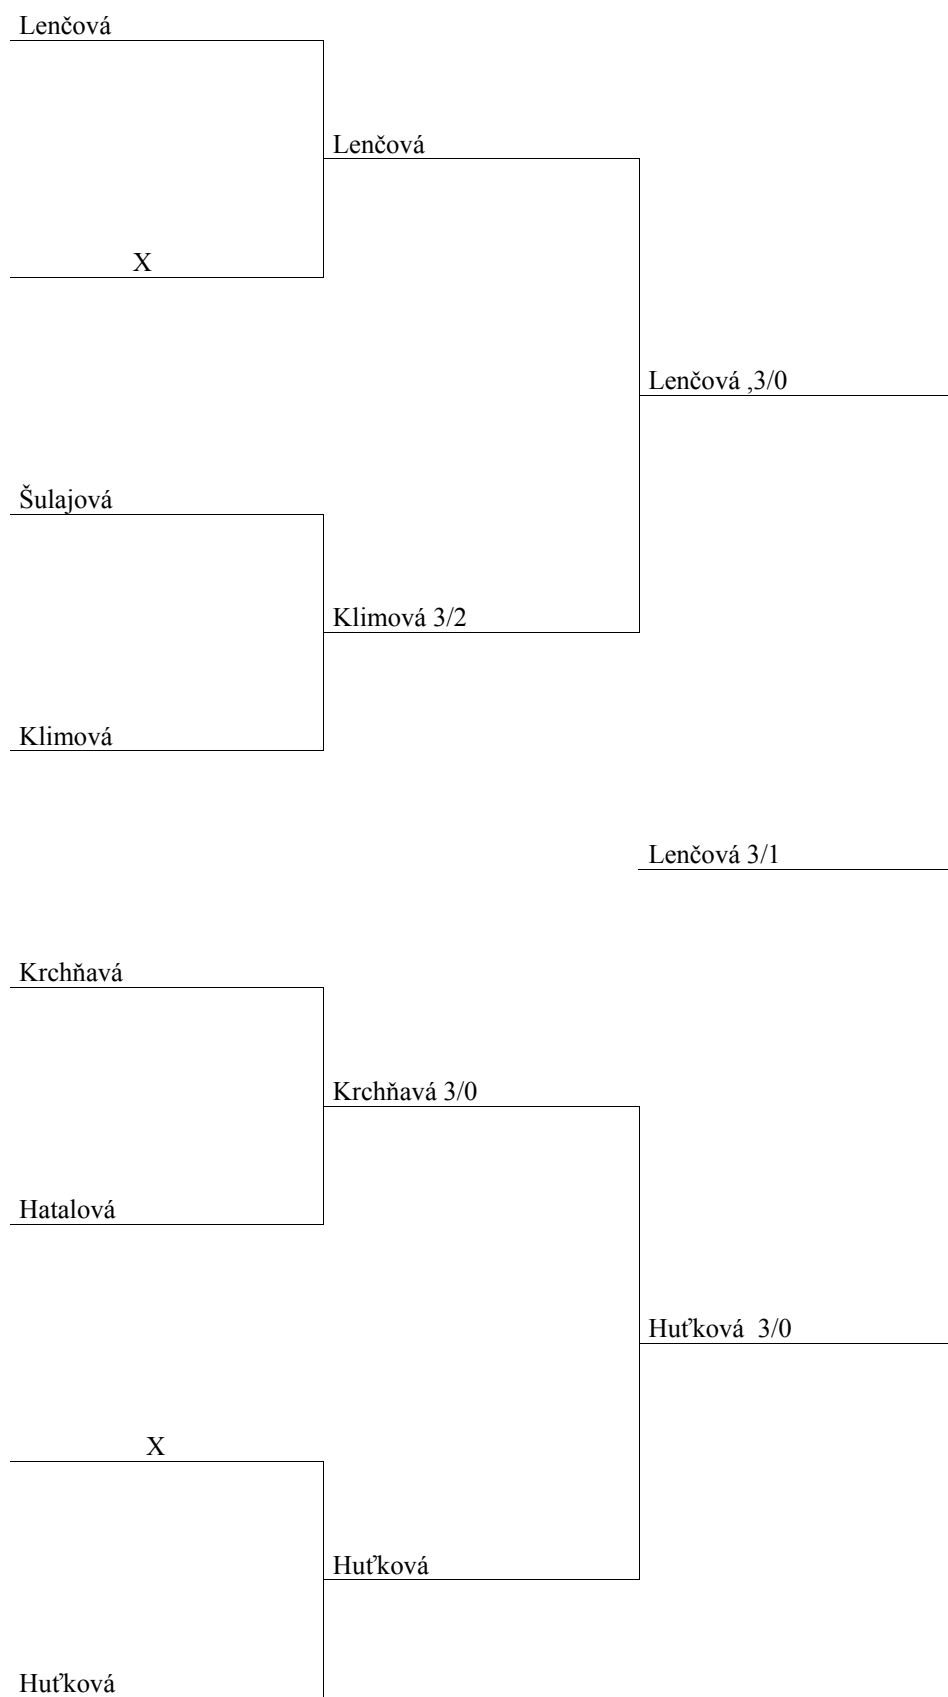 Lenčová
Lenčová
X
Lenčová ,3/0
Šulajová
Klimová 3/2
Klimová
Lenčová 3/1
Krchňavá
Krchňavá 3/0
Hatalová
Huťková  3/0
X
Huťková
Huťková